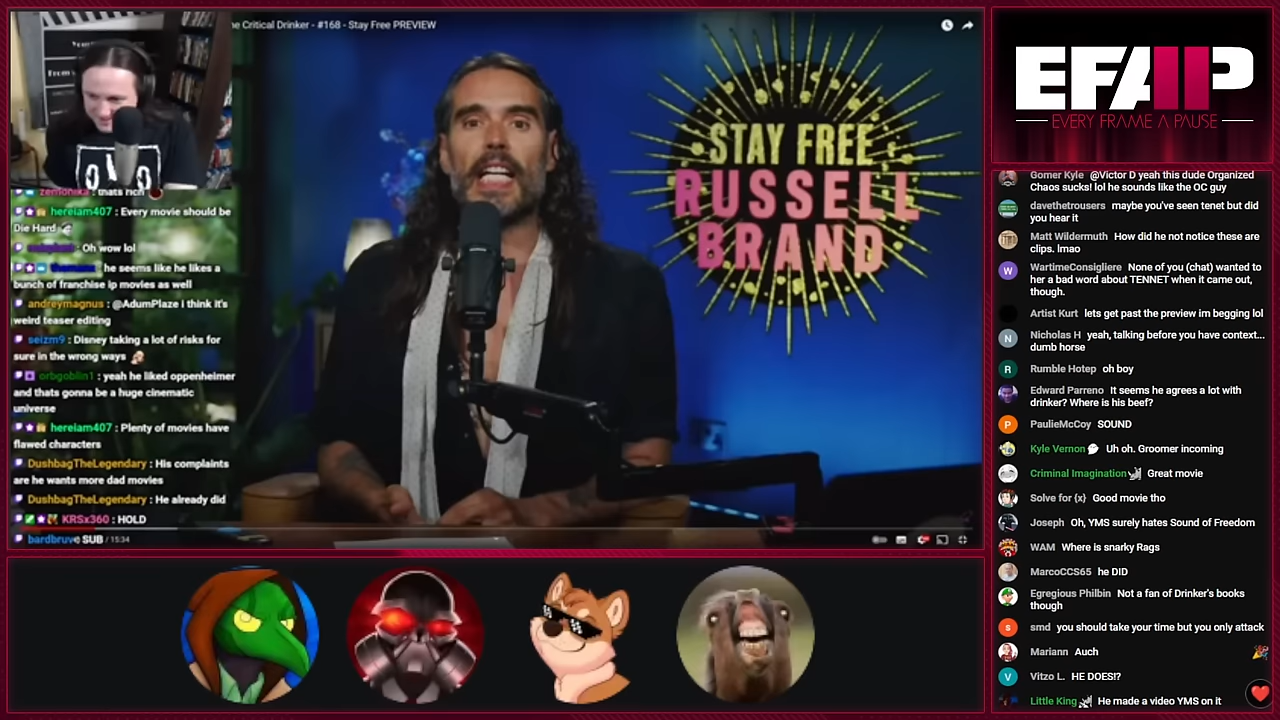 ne Critical Drinker - #168 - Stay Free PREVIEW
STAY FREE
RUSSELL
BRAND
zemonika : thats rich
hereiam407 : Every movie should be
Die Hard
: Oh wow lol
: he seems like he likes a
bunch of franchise ip movies as well
andreymagnus : @AdumPlaze i think it's
weird teaser editing
seizm9 : Disney taking a lot of risks for
sure in the wrong ways
orbgoblin1 : yeah he liked oppenheimer
and thats gonna be a huge cinematic
universe
hereiam407 : Plenty of movies have
flawed characters
DushbagTheLegendary : His complaints
are he wants more dad movies
DushbagTheLegendary : He already did
KRSx360 : HOLD
bardbruve SUB / 15:34
EFAP
EVERY FRAME A PAUSE
Gomer Kyle @Victor D yeah this dude Organized
Chaos sucks! lol he sounds like the OC guy
davethetrousers maybe you've seen tenet but did
you hear it
Matt Wildermuth How did he not notice these are
clips. lmao
W
WartimeConsigliere None of you (chat) wanted to
her a bad word about TENNET when it came out,
though.
Artist Kurt lets get past the preview im begging lol
N
Nicholas H yeah, talking before you have context...
dumb horse
R
Rumble Hotep oh boy
Edward Parreno It seems he agrees a lot with
drinker? Where is his beef?
P
PaulieMcCoy SOUND
Kyle Vernon Uh oh. Groomer incoming
Criminal Imagination Great movie
Solve for {x} Good movie tho
Joseph Oh, YMS surely hates Sound of Freedom
WAM Where is snarky Rags
MarcoCCS65 he DID
Egregious Philbin Not a fan of Drinker's books
though
s
smd you should take your time but you only attack
Mariann Auch
V
Vitzo L. HE DOES!?
Little King He made a video YMS on it